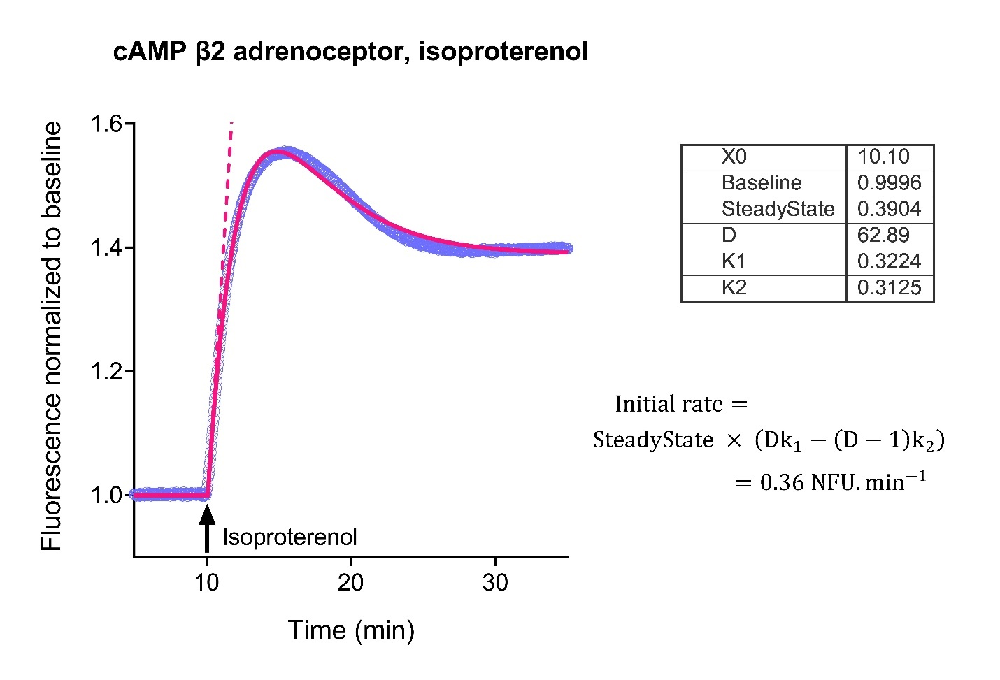 cAMP β2 adrenoceptor, isoproterenol
Fluorescence normalized to baseline
1.6
1.4
1.2
1.0
Isoproterenol
10 20 30
Time (min)
X0 10.10
Baseline 0.9996
SteadyState 0.3904
D 62.89
K1 0.3224
K2 0.3125
Initial rate =
SteadyState × (Dk₁ − (D − 1)k₂)
= 0.36 NFU. min⁻¹